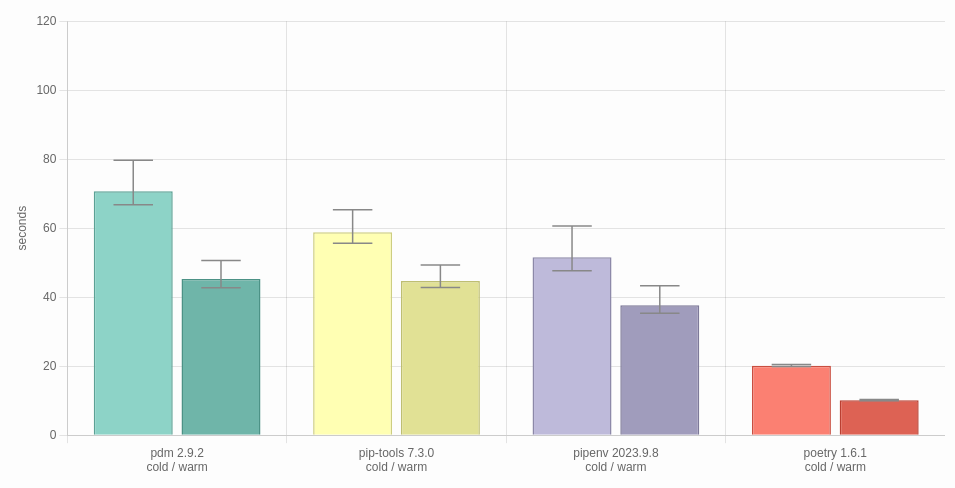 120
100
80
60
40
20
0
seconds
pdm 2.9.2
cold / warm
pip-tools 7.3.0
cold / warm
pipenv 2023.9.8
cold / warm
poetry 1.6.1
cold / warm